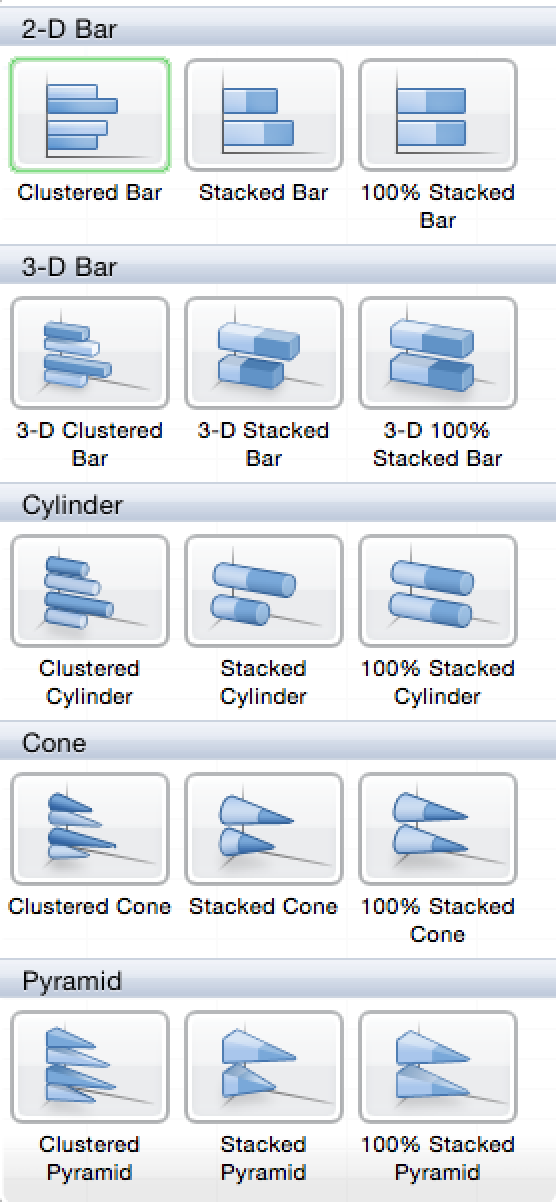 2-D Bar
Clustered Bar
Stacked Bar
100% Stacked
Bar
3-D Bar
3-D Clustered
Bar
3-D Stacked
Bar
3-D 100%
Stacked Bar
Cylinder
Clustered
Cylinder
Stacked
Cylinder
100% Stacked
Cylinder
Cone
Clustered Cone
Stacked Cone
100% Stacked
Cone
Pyramid
Clustered
Pyramid
Stacked
Pyramid
100% Stacked
Pyramid